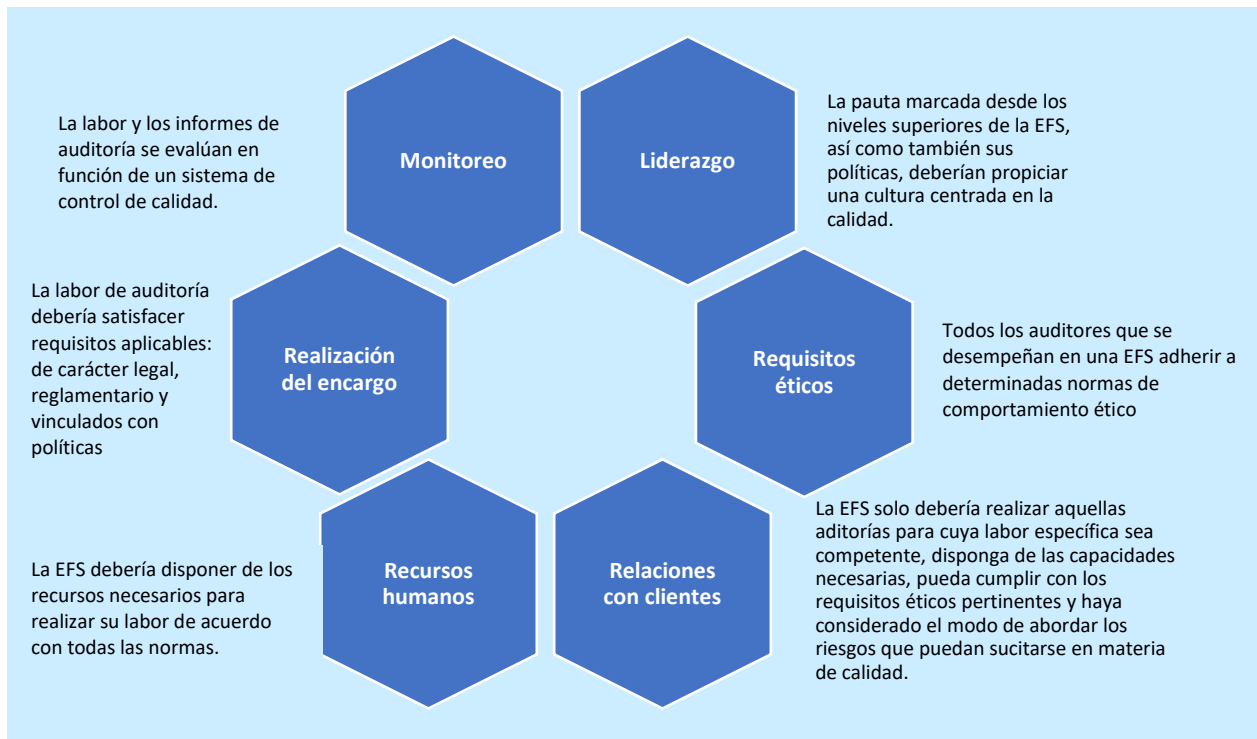 La labor y los informes de
auditoría se evalúan en
función de un sistema de
control de calidad.
Monitoreo
Liderazgo
La pauta marcada desde los
niveles superiores de la EFS,
así como también sus
políticas, deberían propiciar
una cultura centrada en la
calidad.
La labor de auditoría
debería satisfacer
requisitos aplicables:
de carácter legal,
reglamentario y
vinculados con
políticas
Realización
del encargo
Requisitos
éticos
Todos los auditores que se
desempeñan en una EFS adherir a
determinadas normas de
comportamiento ético
La EFS debería disponer de los
recursos necesarios para
realizar su labor de acuerdo
con todas las normas.
Recursos
humanos
Relaciones
con clientes
La EFS solo debería realizar aquellas
aditorías para cuya labor específica sea
competente, disponga de las capacidades
necesarias, pueda cumplir con los
requisitos éticos pertinentes y haya
considerado el modo de abordar los
riesgos que puedan sucitarse en materia
de calidad.